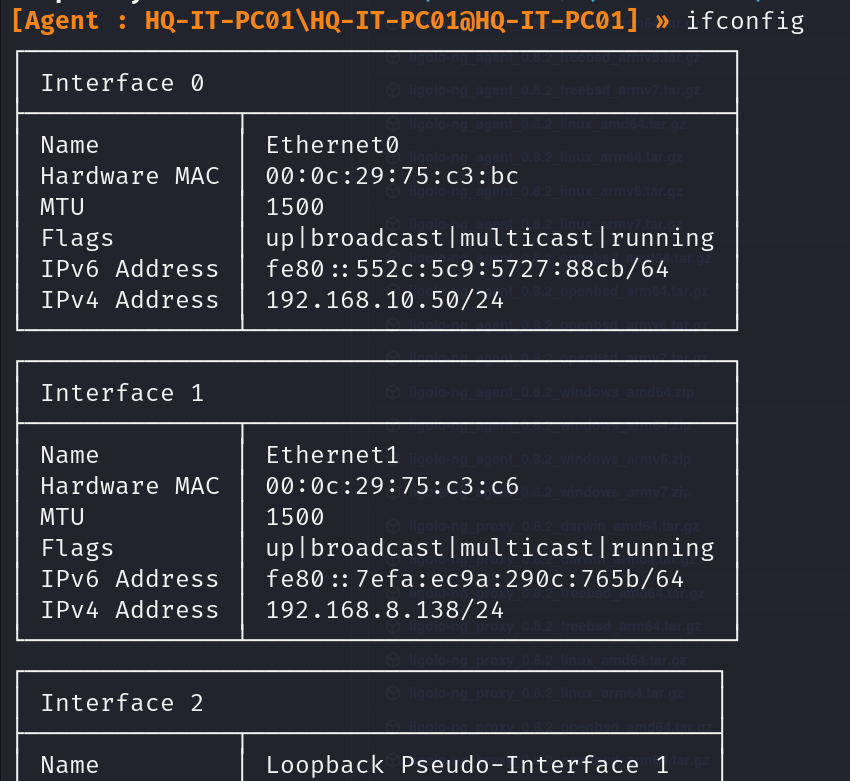 [Agent : HQ-IT-PC01\HQ-IT-PC01@HQ-IT-PC01] » ifconfig
Interface 0
Name Ethernet0
Hardware MAC 00:0c:29:75:c3:bc
MTU 1500
Flags up|broadcast|multicast|running
IPv6 Address fe80::552c:5c9:5727:88cb/64
IPv4 Address 192.168.10.50/24
Interface 1
Name Ethernet1
Hardware MAC 00:0c:29:75:c3:c6
MTU 1500
Flags up|broadcast|multicast|running
IPv6 Address fe80::7efa:ec9a:290c:765b/64
IPv4 Address 192.168.8.138/24
Interface 2
Name Loopback Pseudo-Interface 1